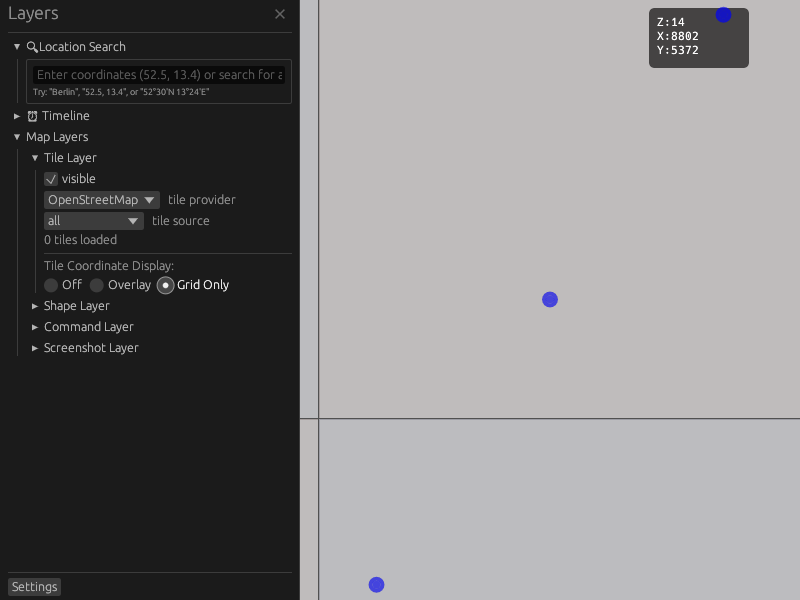 Layers
Location Search
Enter coordinates (52.5, 13.4) or search for a
Try: "Berlin", "52.5, 13.4", or "52°30'N 13°24'E"
Timeline
Map Layers
Tile Layer
visible
OpenStreetMap tile provider
all tile source
0 tiles loaded
Tile Coordinate Display:
Off Overlay Grid Only
Shape Layer
Command Layer
Screenshot Layer
Settings
Z:14
X:8802
Y:5372